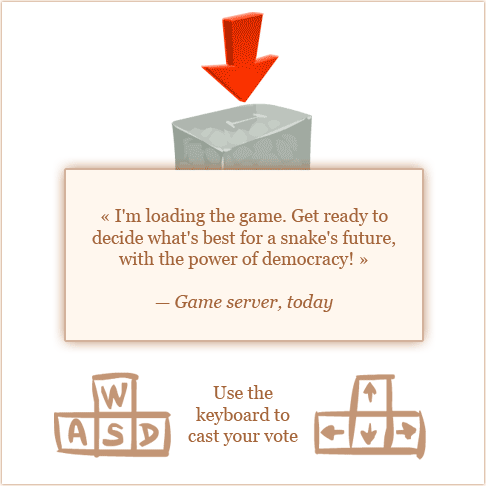 « I'm loading the game. Get ready to
decide what's best for a snake's future,
with the power of democracy! »
— Game server, today
W
A S D
Use the
keyboard to
cast your vote